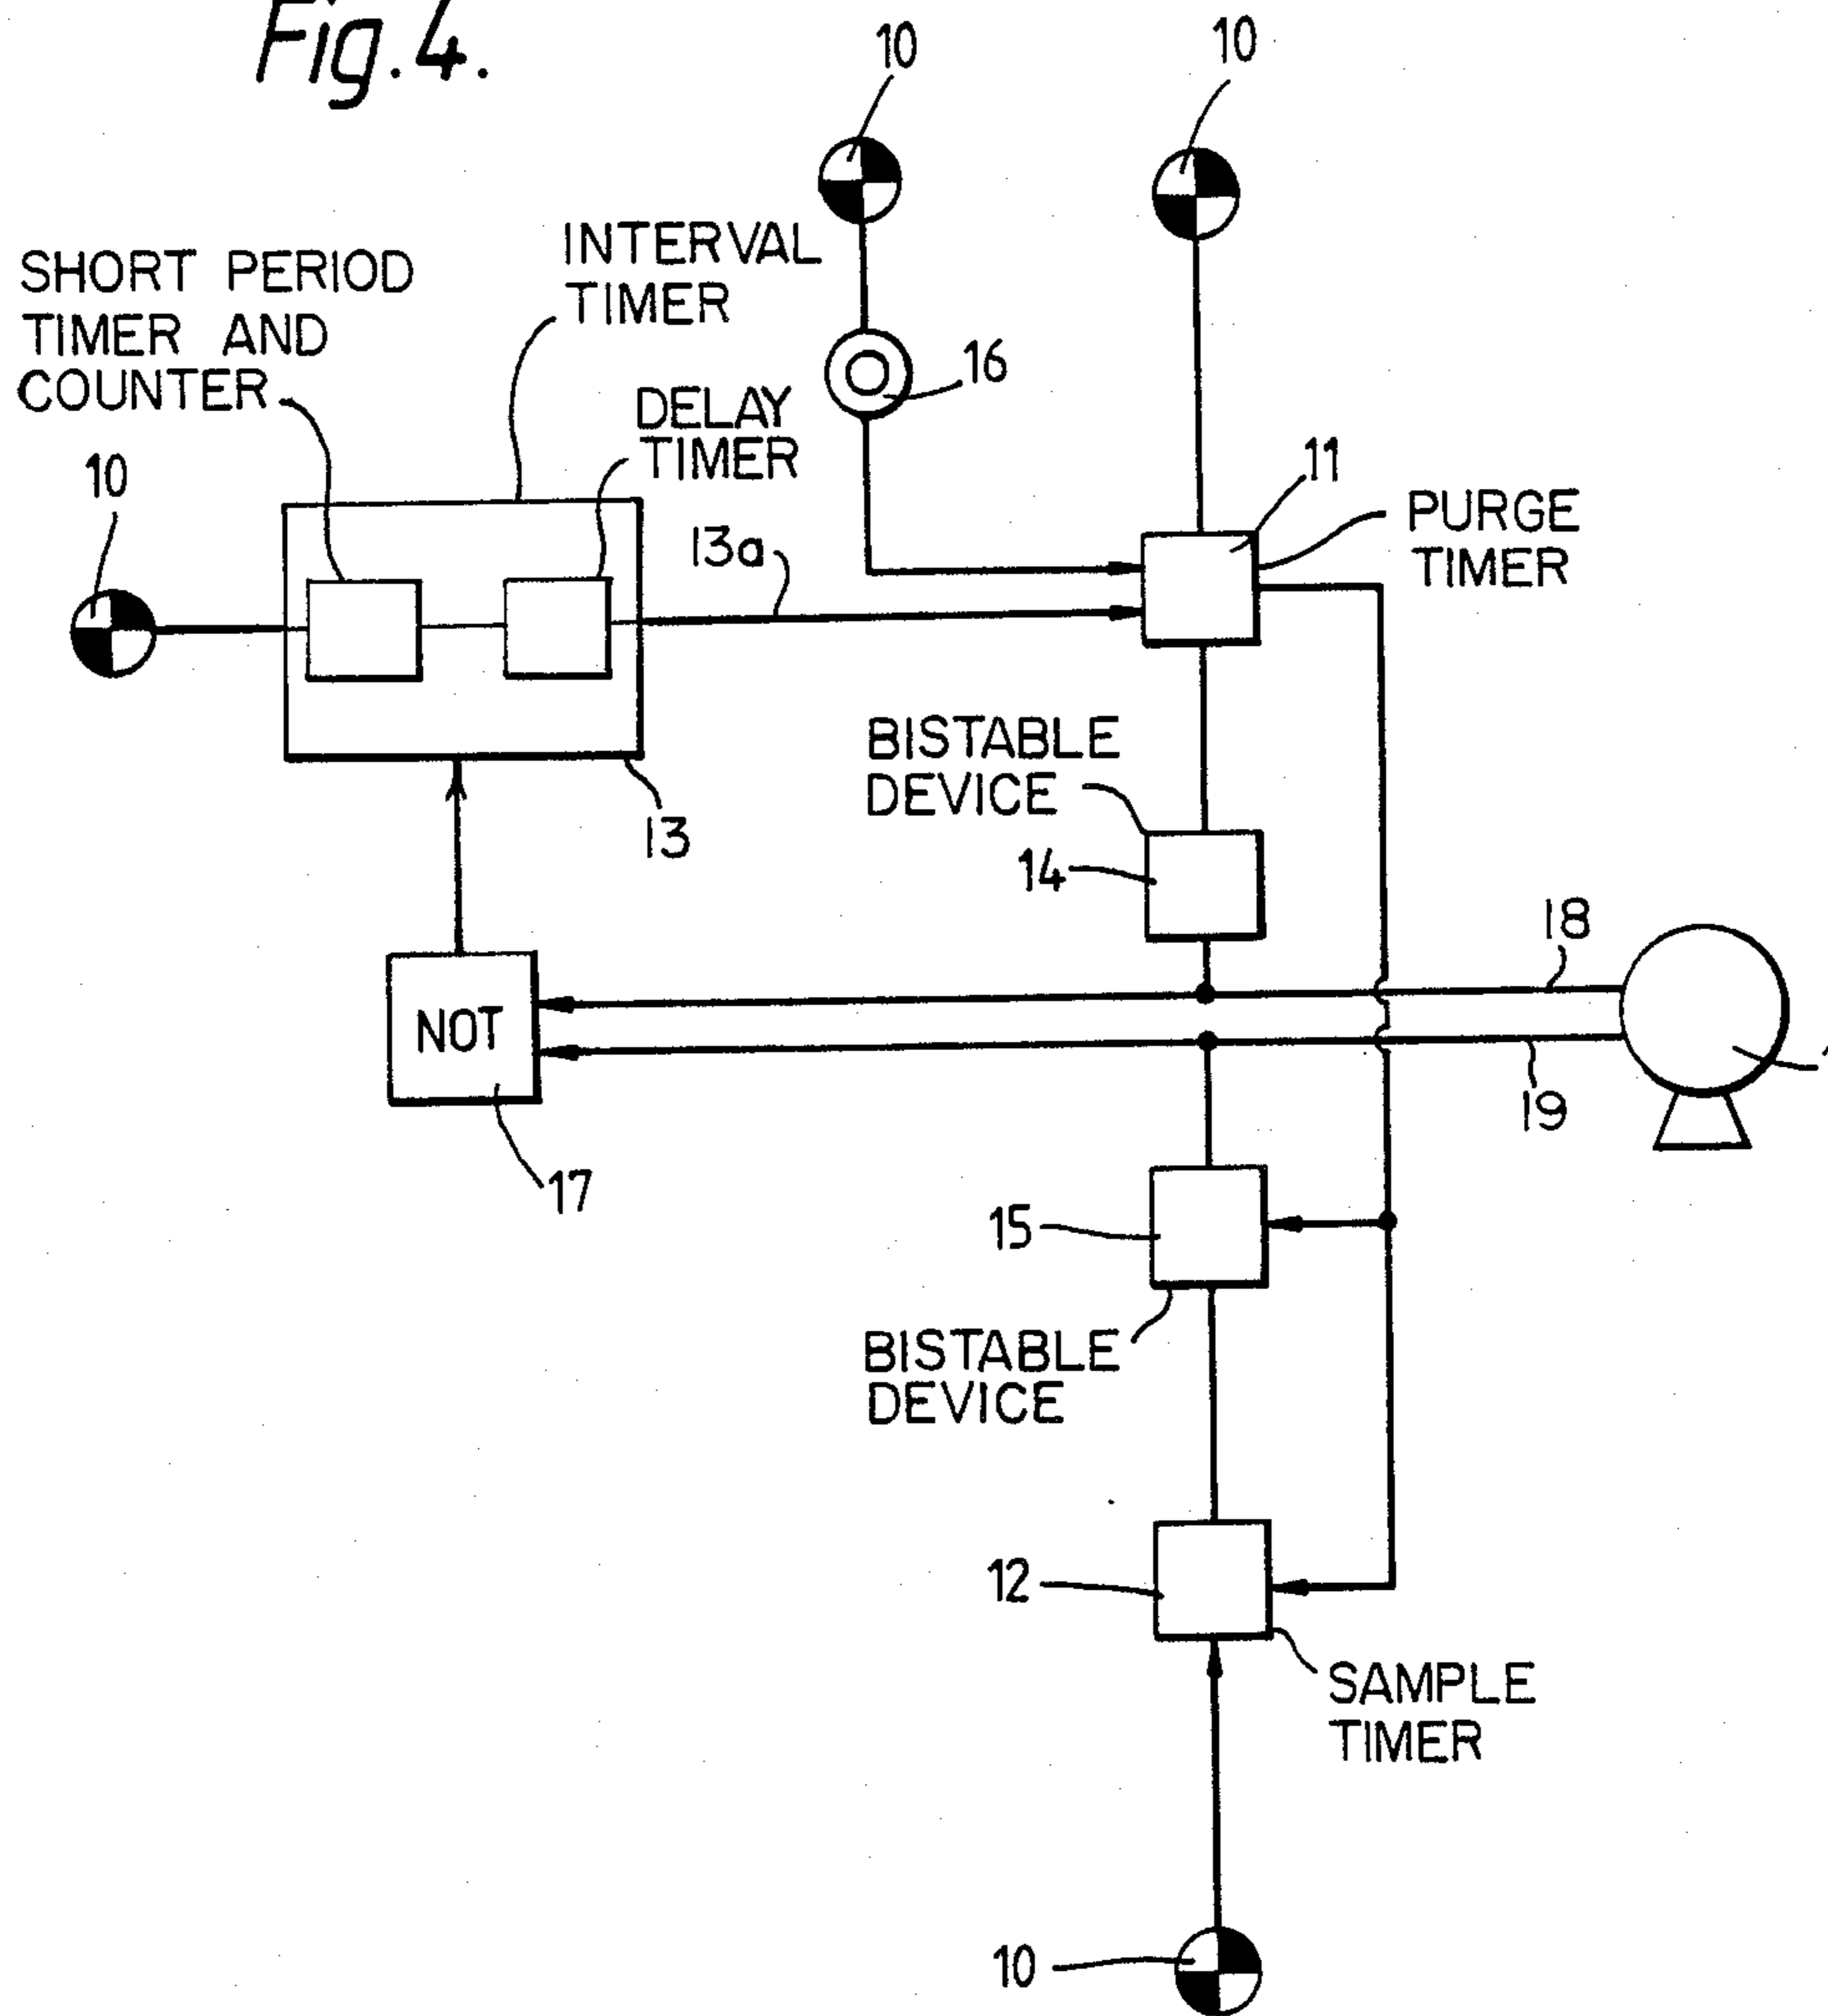 Fig. 4.
10
10
SHORT PERIOD
TIMER AND
COUNTER
INTERVAL
TIMER
16
DELAY
TIMER
10
11
PURGE
TIMER
13a
BISTABLE
DEVICE
13
14
18
NOT
19
17
15
BISTABLE
DEVICE
12
SAMPLE
TIMER
10